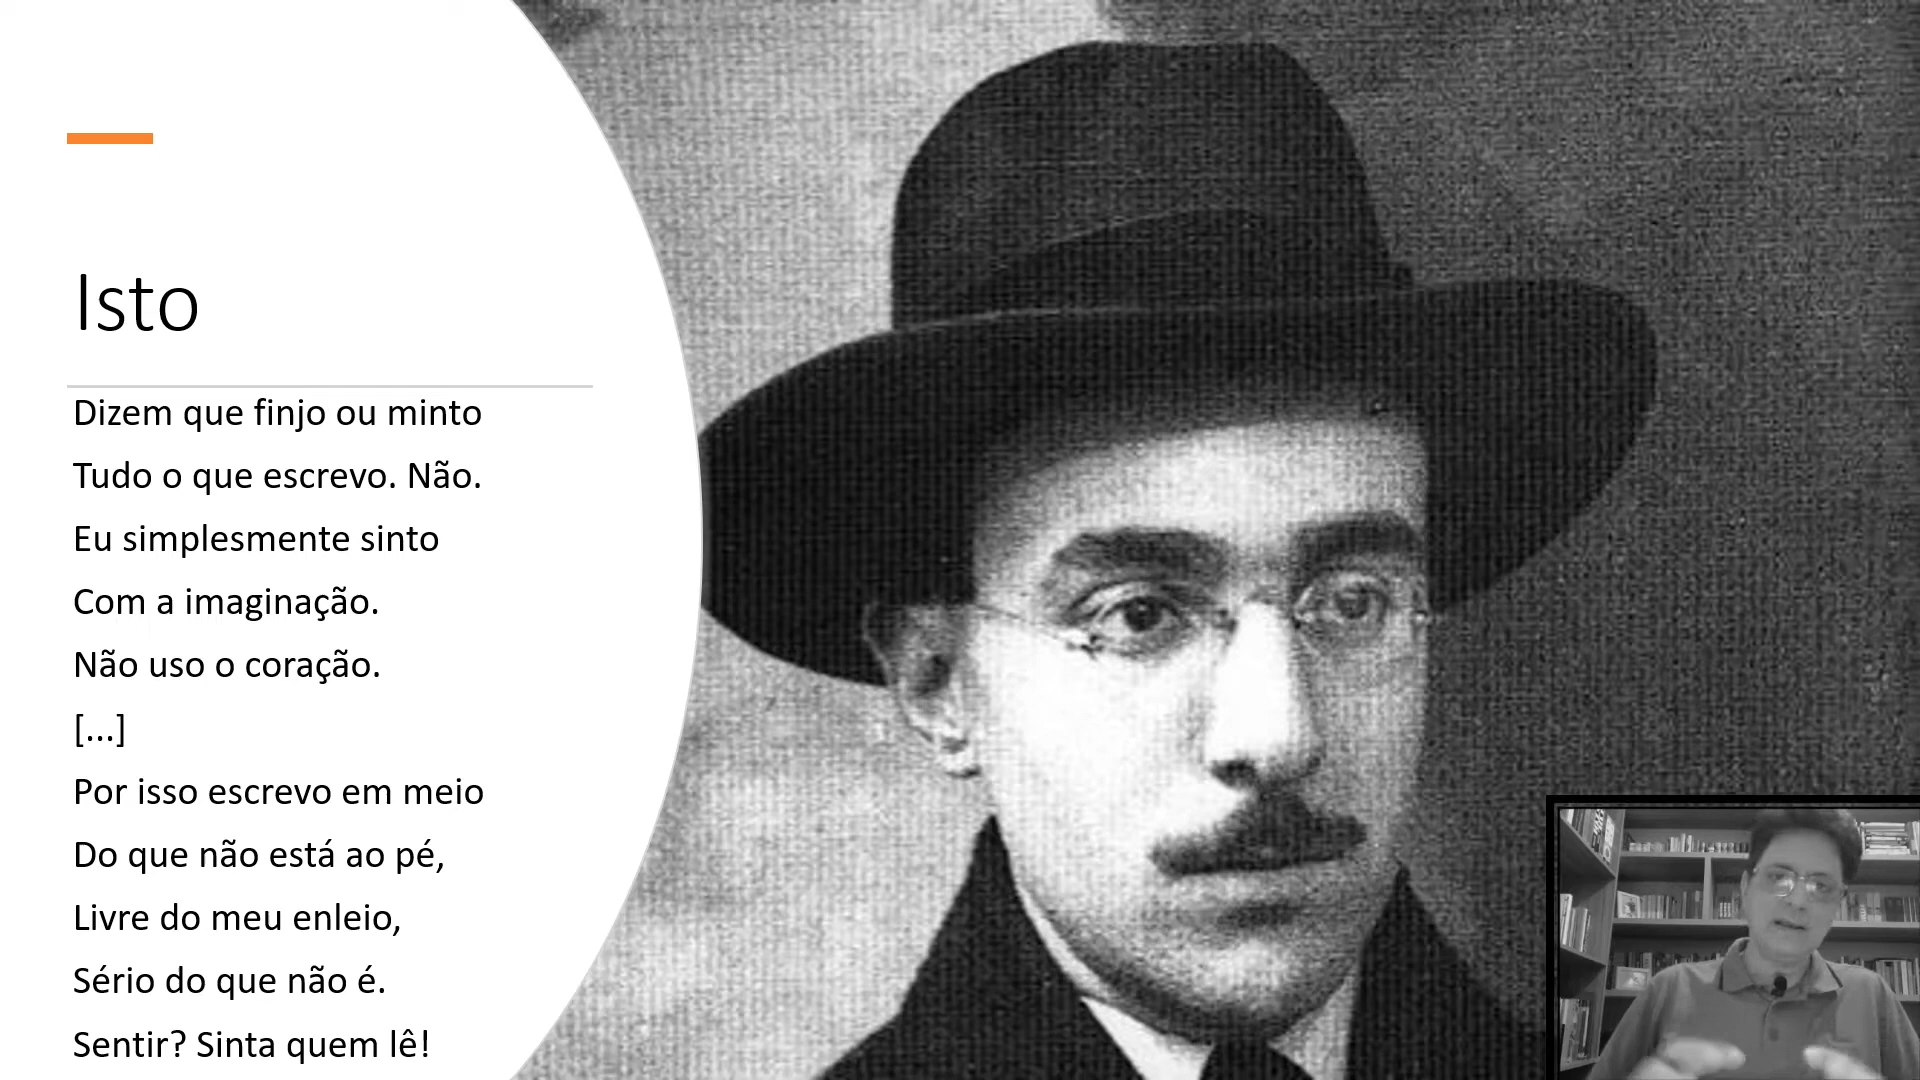 Isto
Dizem que finjo ou minto
Tudo o que escrevo. Não.
Eu simplesmente sinto
Com a imaginação.
Não uso o coração.
[...]
Por isso escrevo em meio
Do que não está ao pé,
Livre do meu enleio,
Sério do que não é.
Sentir? Sinta quem lê!